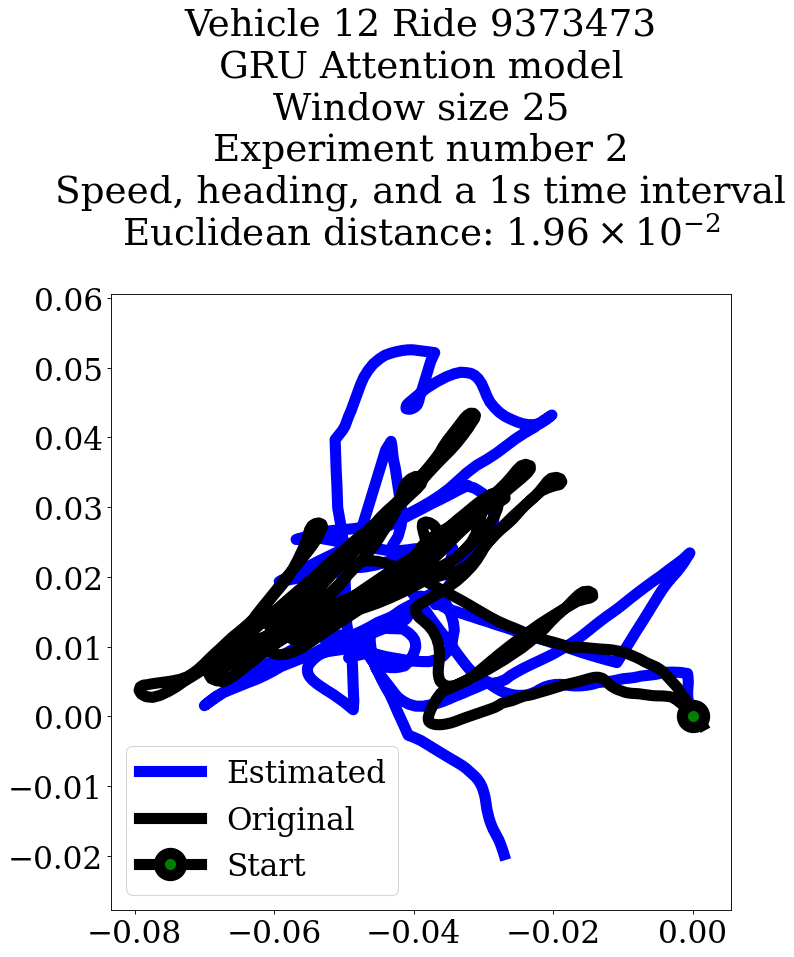 Vehicle 12 Ride 9373473
GRU Attention model
Window size 25
Experiment number 2
Speed, heading, and a 1s time interval
Euclidean distance: 1.96 × 10⁻²
0.06
0.05
0.04
0.03
0.02
0.01
0.00
−0.01
−0.02
Estimated
Original
Start
−0.08 −0.06 −0.04 −0.02 0.00